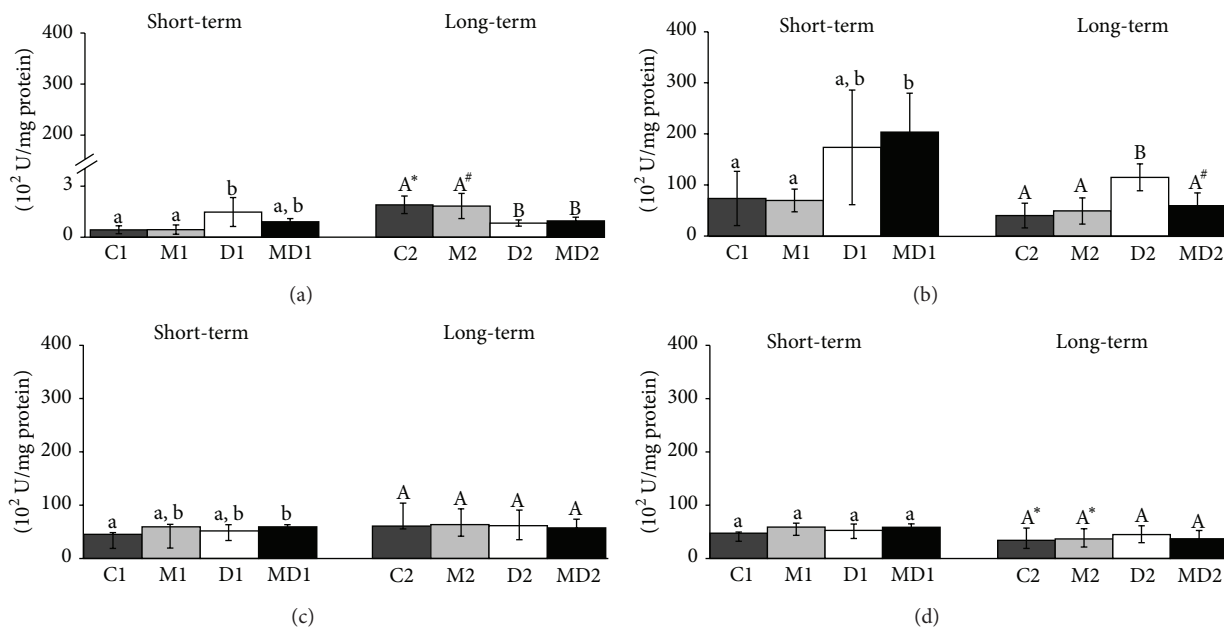 Short-term Long-term
(10² U/mg protein)
400
300
200
3
0
a a b a, b A* A# B B
C1 M1 D1 MD1 C2 M2 D2 MD2
(a)
Short-term Long-term
(10² U/mg protein)
400
300
200
100
0
a a a, b b A A B A#
C1 M1 D1 MD1 C2 M2 D2 MD2
(b)
Short-term Long-term
(10² U/mg protein)
400
300
200
100
0
a a, b a, b b A A A A
C1 M1 D1 MD1 C2 M2 D2 MD2
(c)
Short-term Long-term
(10² U/mg protein)
400
300
200
100
0
a a a a A* A* A A
C1 M1 D1 MD1 C2 M2 D2 MD2
(d)